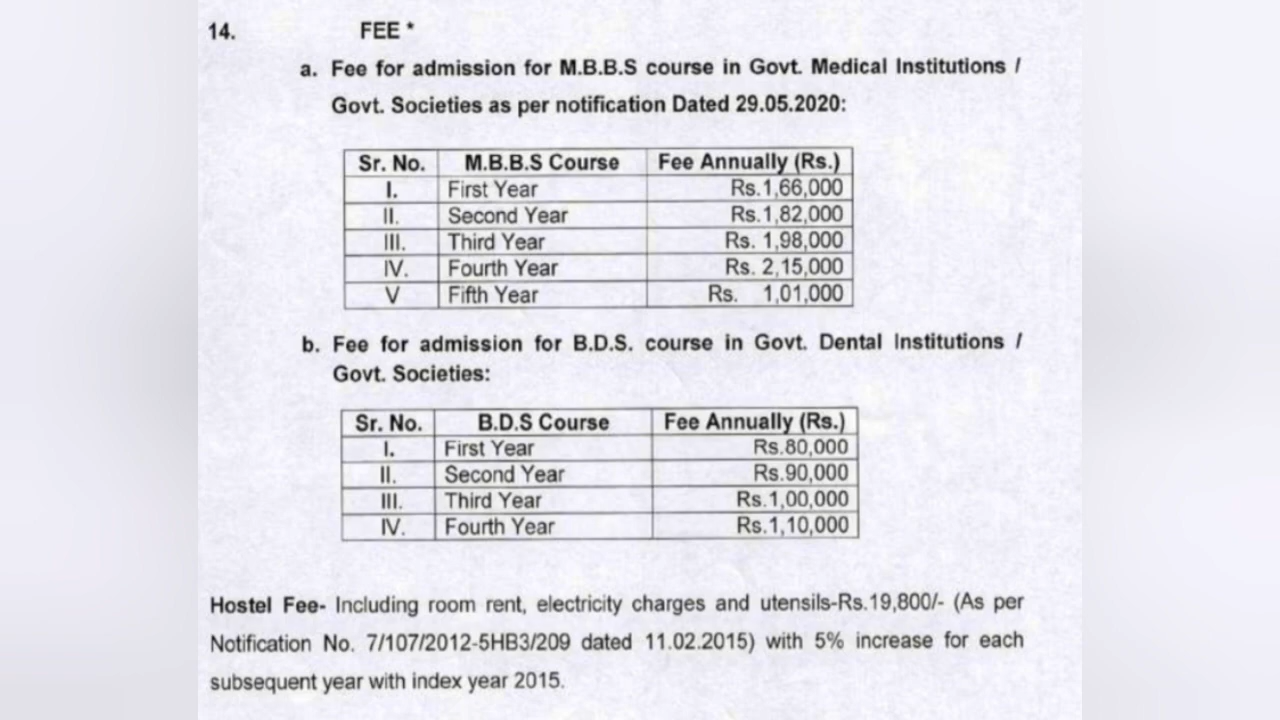 14. FEE *
a. Fee for admission for M.B.B.S course in Govt. Medical Institutions /
Govt. Societies as per notification Dated 29.05.2020:
Sr. No. M.B.B.S Course Fee Annually (Rs.)
I. First Year Rs.1,66,000
II. Second Year Rs.1,82,000
III. Third Year Rs. 1,98,000
IV. Fourth Year Rs. 2,15,000
V Fifth Year Rs. 1,01,000
b. Fee for admission for B.D.S. course in Govt. Dental Institutions /
Govt. Societies:
Sr. No. B.D.S Course Fee Annually (Rs.)
I. First Year Rs.80,000
II. Second Year Rs.90,000
III. Third Year Rs.1,00,000
IV. Fourth Year Rs.1,10,000
Hostel Fee- Including room rent, electricity charges and utensils-Rs.19,800/- (As per
Notification No. 7/107/2012-5HB3/209 dated 11.02.2015) with 5% increase for each
subsequent year with index year 2015.